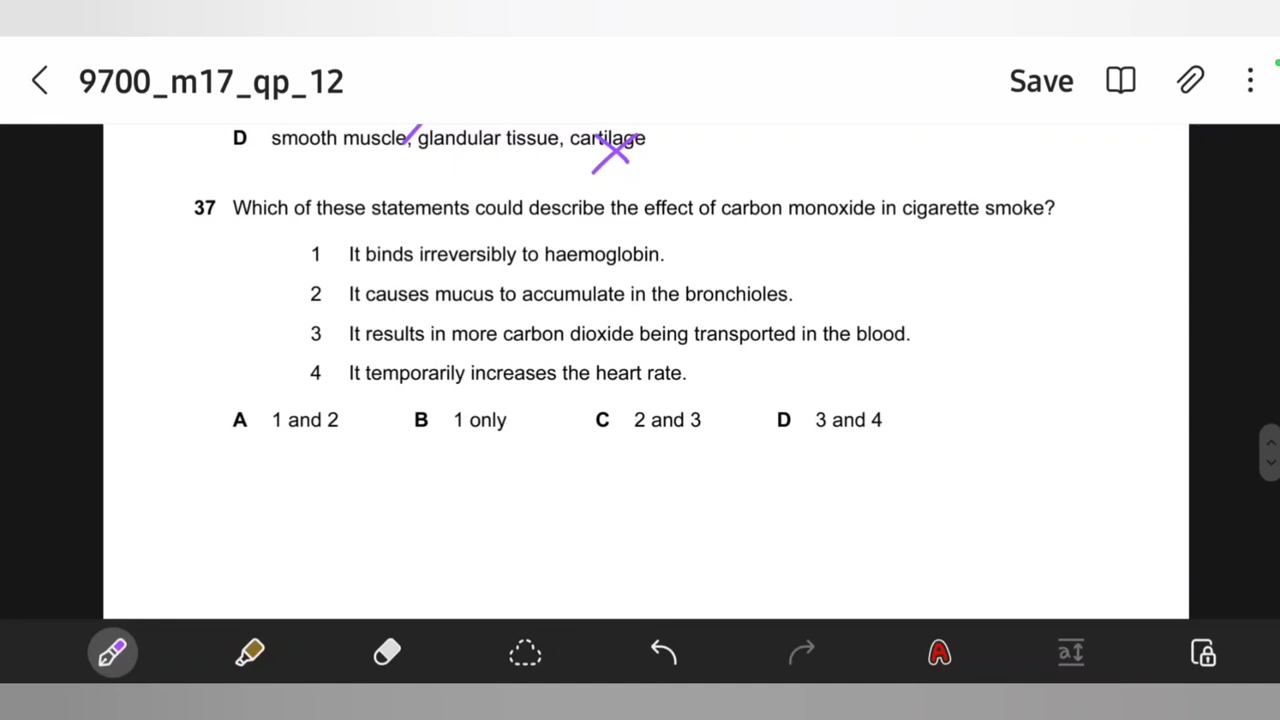 9700_m17_qp_12 Save
D smooth muscle, glandular tissue, cartilage
37 Which of these statements could describe the effect of carbon monoxide in cigarette smoke?
1 It binds irreversibly to haemoglobin.
2 It causes mucus to accumulate in the bronchioles.
3 It results in more carbon dioxide being transported in the blood.
4 It temporarily increases the heart rate.
A 1 and 2 B 1 only C 2 and 3 D 3 and 4
A a